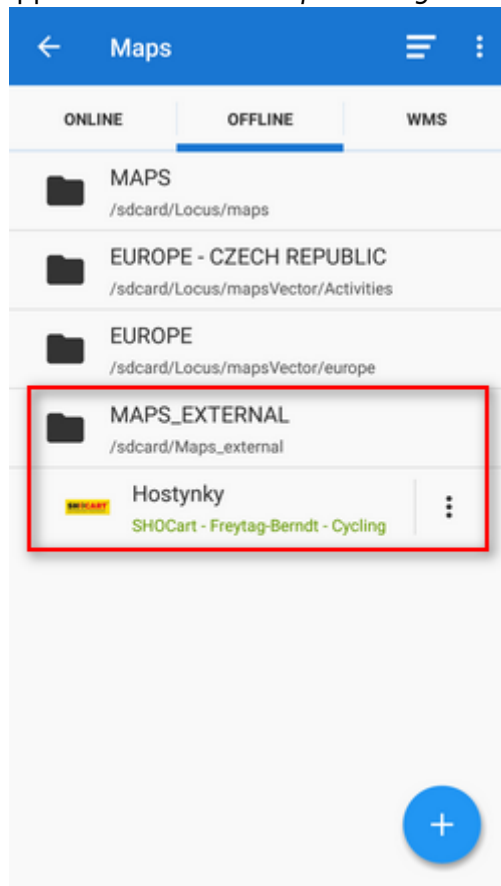 Maps
ONLINE OFFLINE WMS
MAPS
/sdcard/Locus/maps
EUROPE - CZECH REPUBLIC
/sdcard/Locus/mapsVector/Activities
EUROPE
/sdcard/Locus/mapsVector/europe
MAPS_EXTERNAL
/sdcard/Maps_external
SHOCART
Hostynky
SHOCart - Freytag-Berndt - Cycling